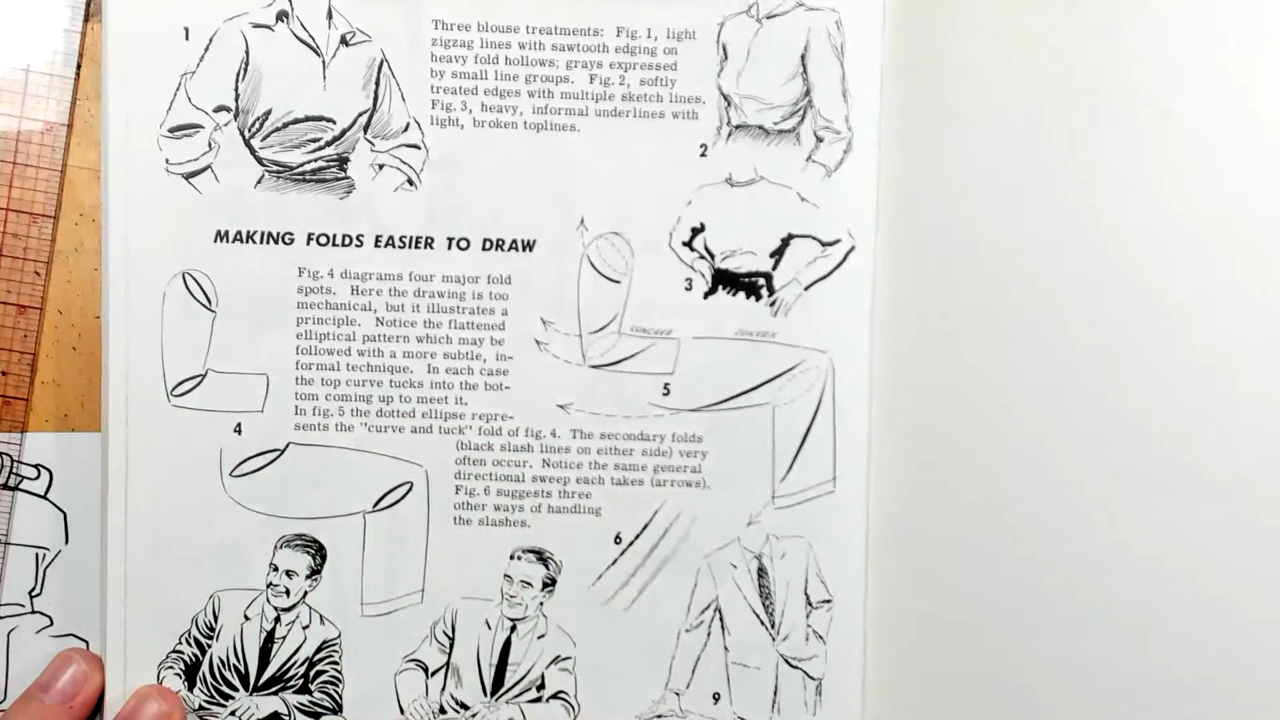 1
Three blouse treatments: Fig. 1, light
zigzag lines with sawtooth edging on
heavy fold hollows; grays expressed
by small line groups. Fig. 2, softly
treated edges with multiple sketch lines.
Fig. 3, heavy, informal underlines with
light, broken toplines.
2
3
MAKING FOLDS EASIER TO DRAW
Fig. 4 diagrams four major fold
spots. Here the drawing is too
mechanical, but it illustrates a
principle. Notice the flattened
elliptical pattern which may be
followed with a more subtle, in-
formal technique. In each case
the top curve tucks into the bot-
tom coming up to meet it.
In fig. 5 the dotted ellipse repre-
sents the "curve and tuck" fold of fig. 4. The secondary folds
(black slash lines on either side) very
often occur. Notice the same general
directional sweep each takes (arrows).
Fig. 6 suggests three
other ways of handling
the slashes.
4
5
6
9